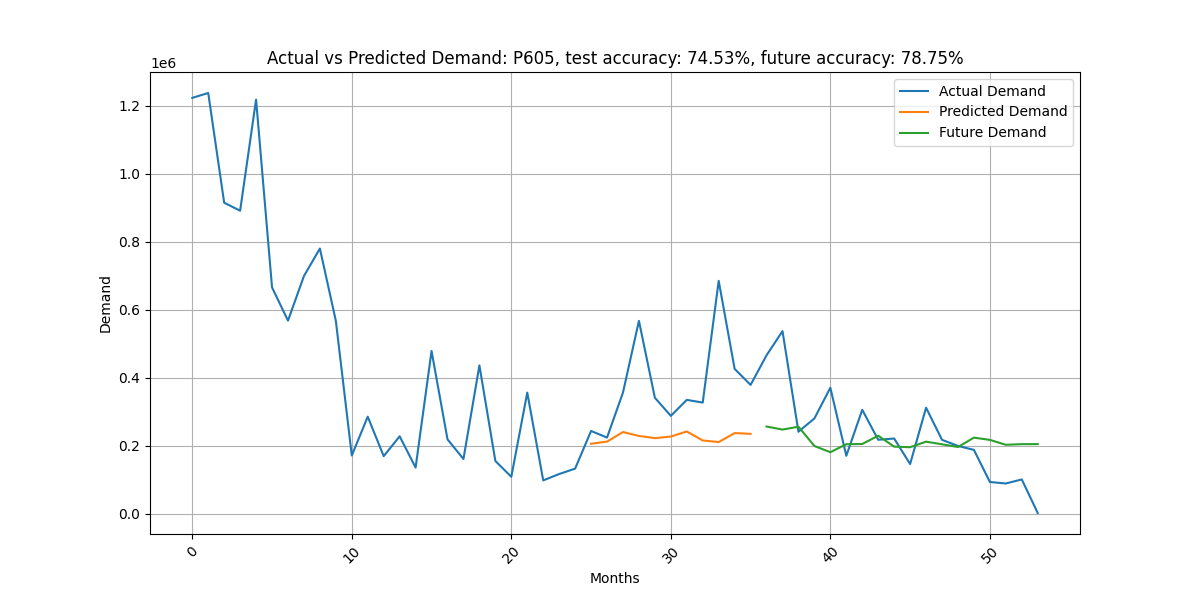 Actual vs Predicted Demand: P605, test accuracy: 74.53%, future accuracy: 78.75%
1e6
Actual Demand
Predicted Demand
Future Demand
1.2
1.0
0.8
0.6
0.4
0.2
0.0
Demand
0
10
20
30
40
50
Months